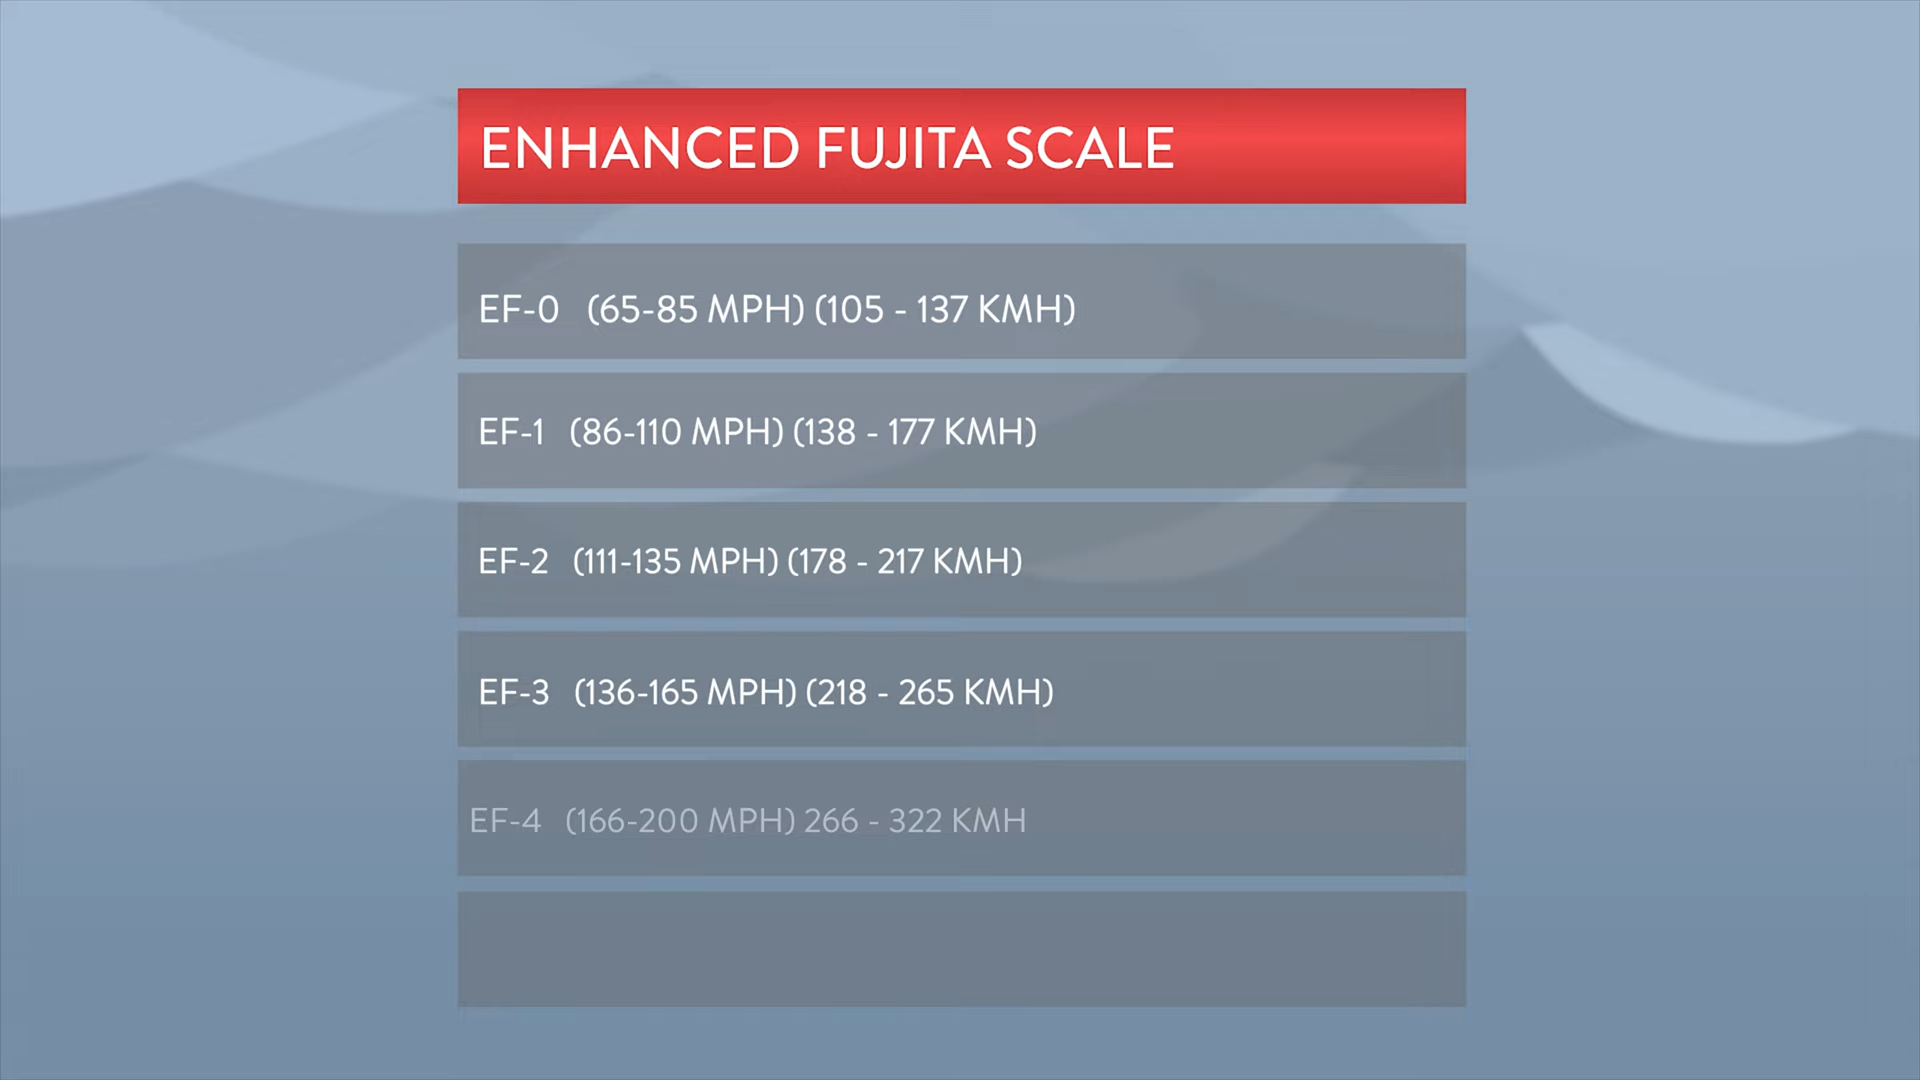 ENHANCED FUJITA SCALE
EF-0 (65-85 MPH) (105 - 137 KMH)
EF-1 (86-110 MPH) (138 - 177 KMH)
EF-2 (111-135 MPH) (178 - 217 KMH)
EF-3 (136-165 MPH) (218 - 265 KMH)
EF-4 (166-200 MPH) 266 - 322 KMH